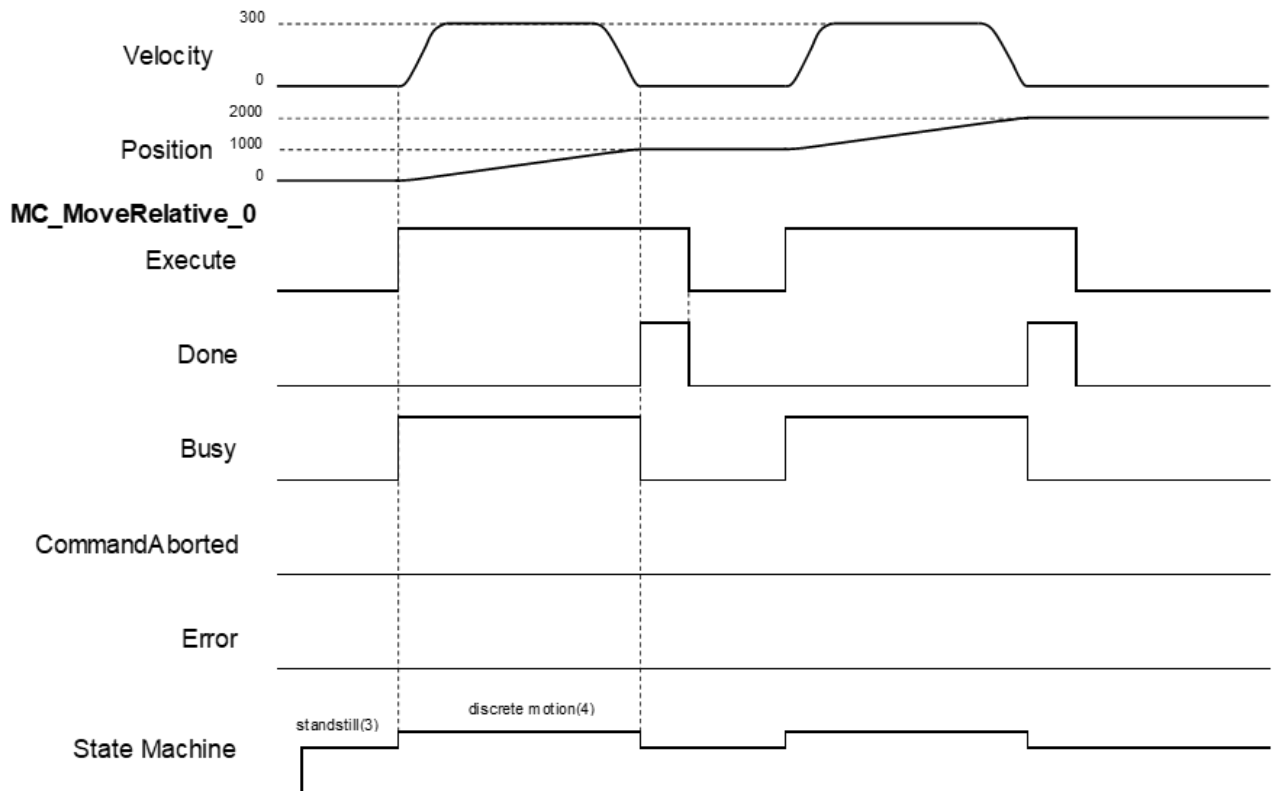 300
Velocity
0
2000
Position
1000
0
MC_MoveRelative_0
Execute
Done
Busy
CommandAborted
Error
standstill(3)
discrete motion(4)
State Machine